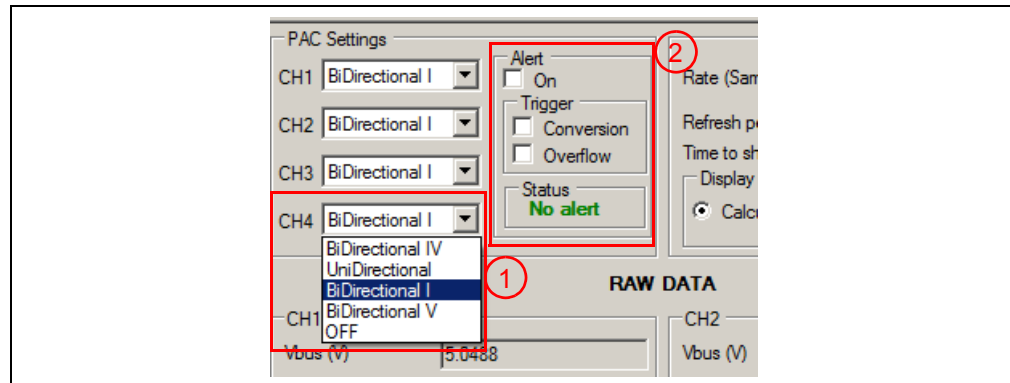 PAC Settings
CH1 BiDirectional I
CH2 BiDirectional I
CH3 BiDirectional I
CH4 BiDirectional I
BiDirectional IV
UniDirectional
BiDirectional I
BiDirectional V
OFF
1
Alert
On
Trigger
Conversion
Overflow
Status
No alert
2
Rate (Sam
Refresh p
Time to sh
Display
Calc
RAW DATA
CH1
Vbus (V) 5.0488
CH2
Vbus (V)